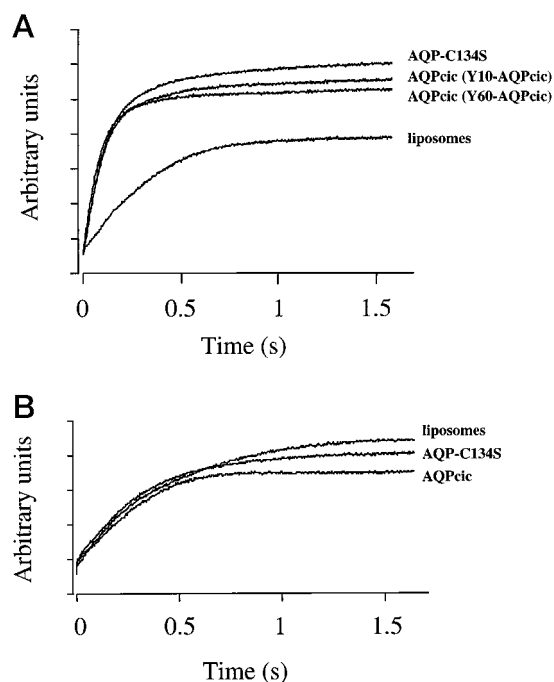 A
AQP-C134S
AQPcic (Y10-AQPcic)
AQPcic (Y60-AQPcic)
liposomes
Arbitrary units
0 0.5 1 1.5
Time (s)
B
liposomes
AQP-C134S
AQPcic
Arbitrary units
0 0.5 1 1.5
Time (s)